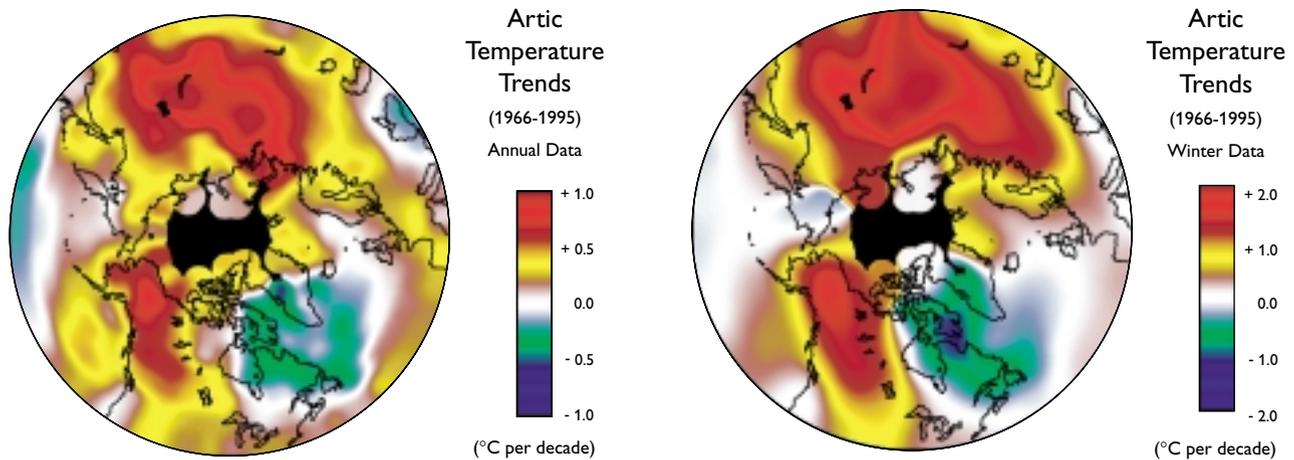 Artic
Temperature
Trends
(1966-1995)
Annual Data
+ 1.0
+ 0.5
0.0
- 0.5
- 1.0
(°C per decade)
Artic
Temperature
Trends
(1966-1995)
Winter Data
+ 2.0
+ 1.0
0.0
- 1.0
- 2.0
(°C per decade)